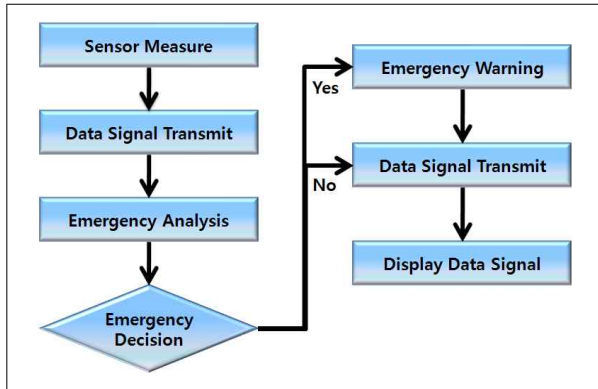 Sensor Measure
Data Signal Transmit
Emergency Analysis
Emergency
Decision
Yes
No
Emergency Warning
Data Signal Transmit
Display Data Signal